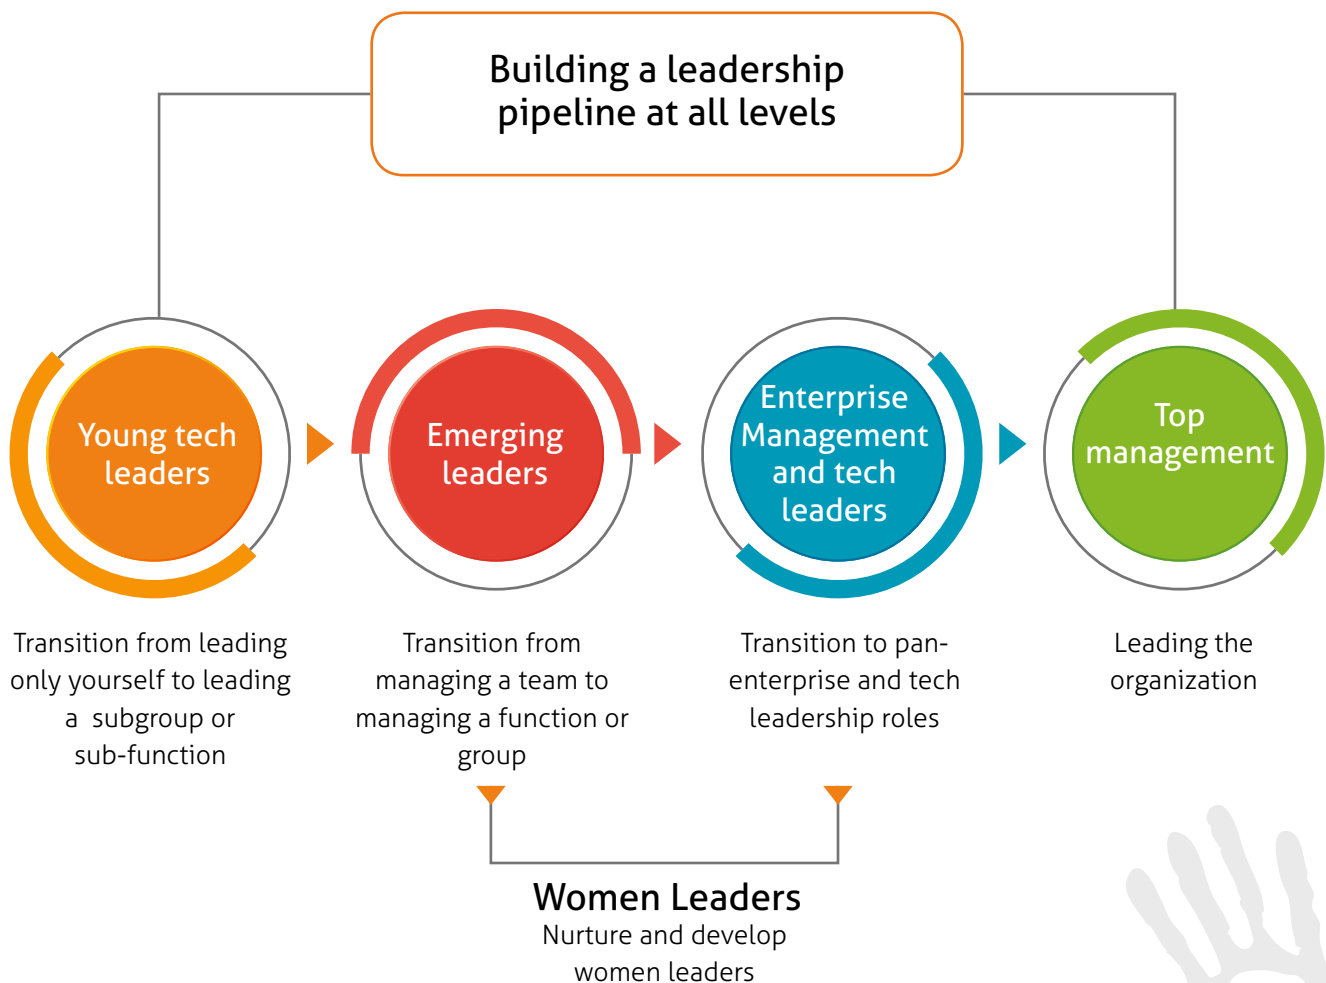 Building a leadership
pipeline at all levels
Young tech
leaders
Emerging
leaders
Enterprise
Management
and tech
leaders
Top
management
Transition from leading
only yourself to leading
a subgroup or
sub-function
Transition from
managing a team to
managing a function or
group
Transition to pan-
enterprise and tech
leadership roles
Leading the
organization
Women Leaders
Nurture and develop
women leaders